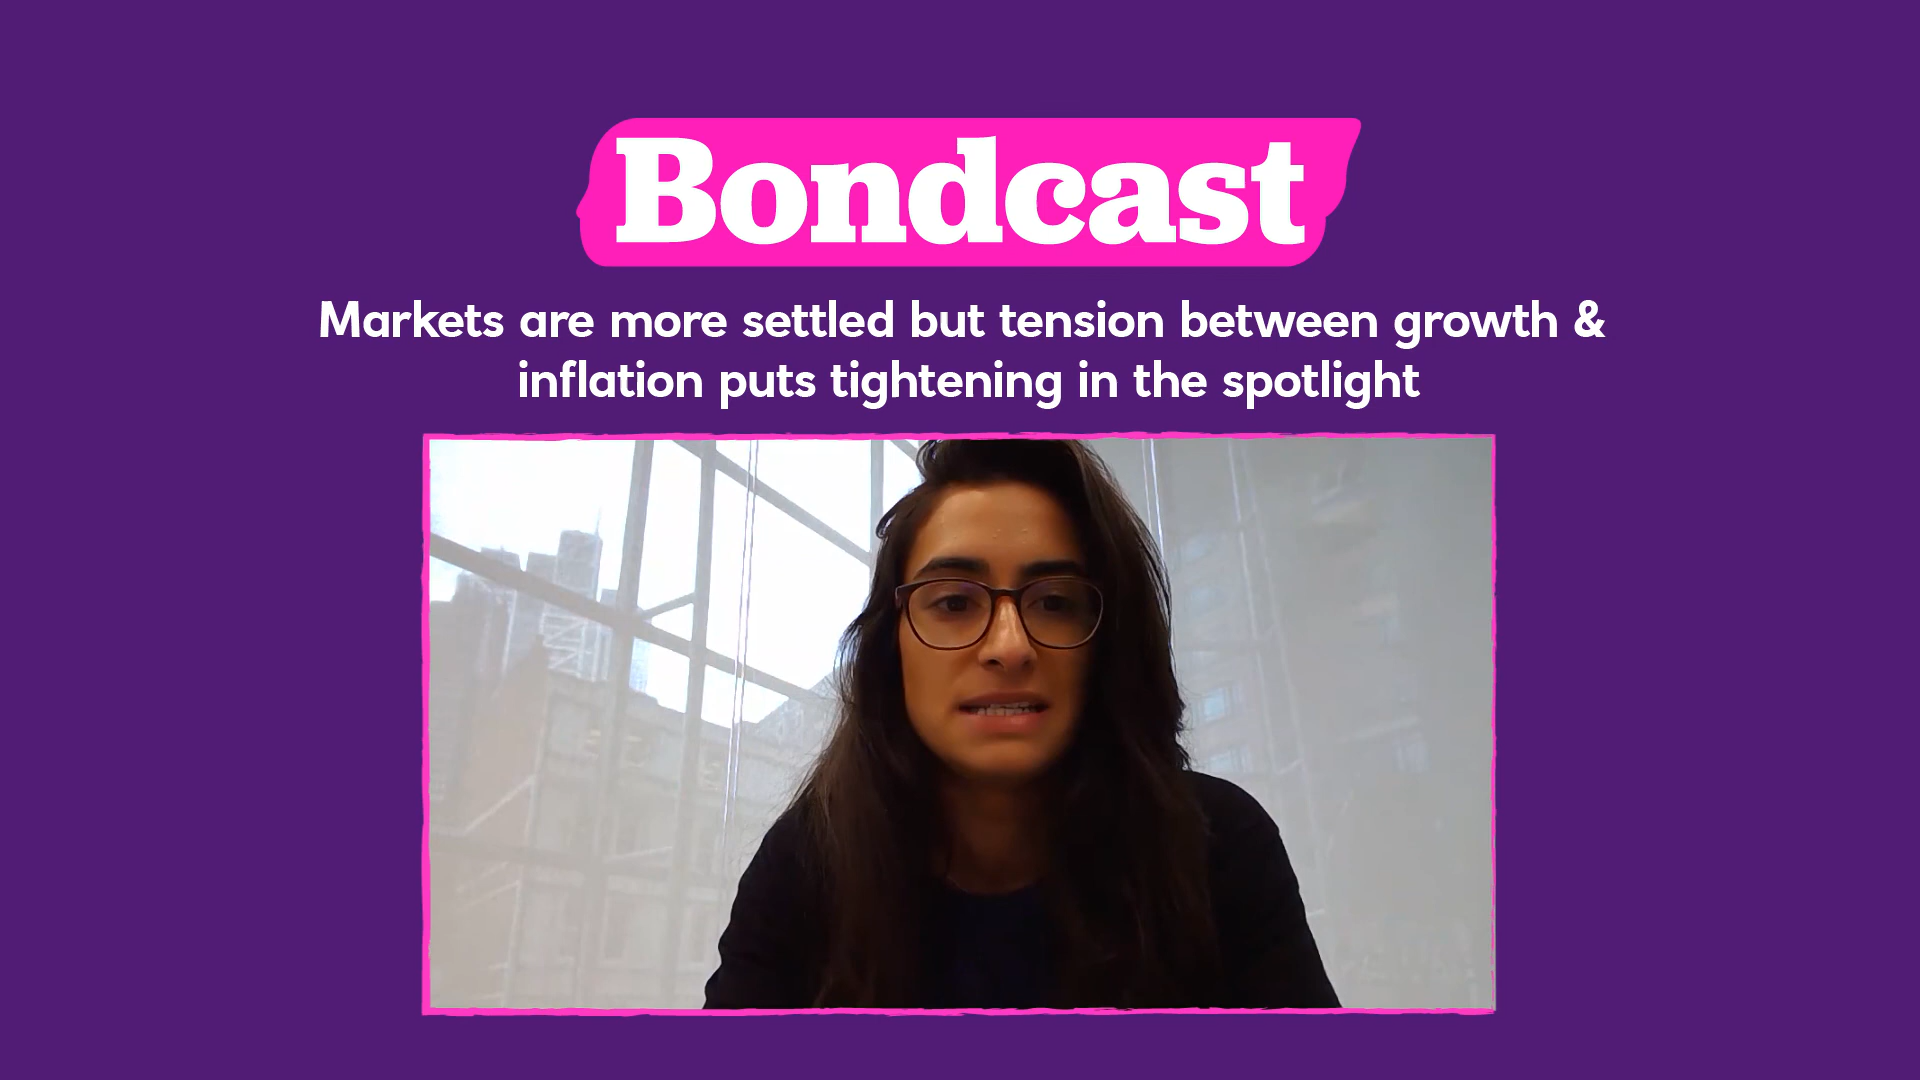 Bondcast
Markets are more settled but tension between growth &
inflation puts tightening in the spotlight